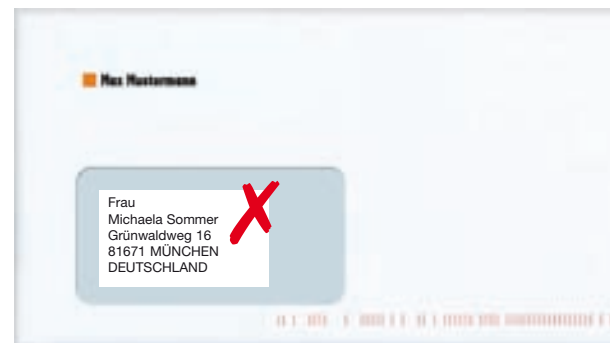 Max Mustermann
Frau
Michaela Sommer
Grünwaldweg 16
81671 MÜNCHEN
DEUTSCHLAND